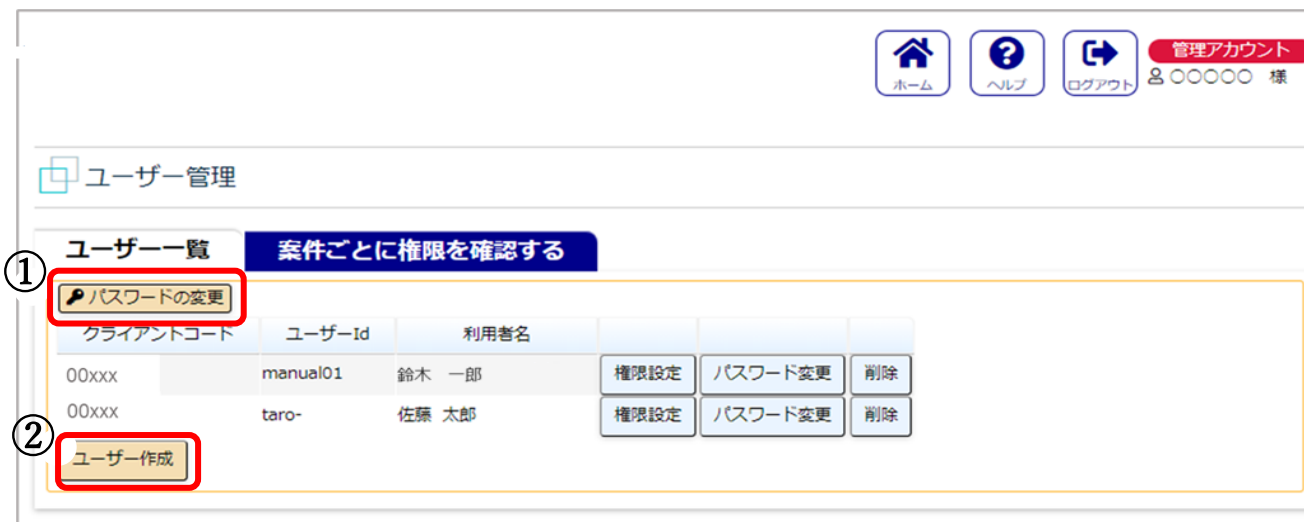 管理アカウント
ホーム ヘルプ ログアウト ○○○○○ 様
ユーザー管理
ユーザー一覧 案件ごとに権限を確認する
①
パスワードの変更
クライアントコード ユーザーId 利用者名
00xxx manual01 鈴木 一郎 権限設定 パスワード変更 削除
00xxx taro- 佐藤 太郎 権限設定 パスワード変更 削除
②
ユーザー作成